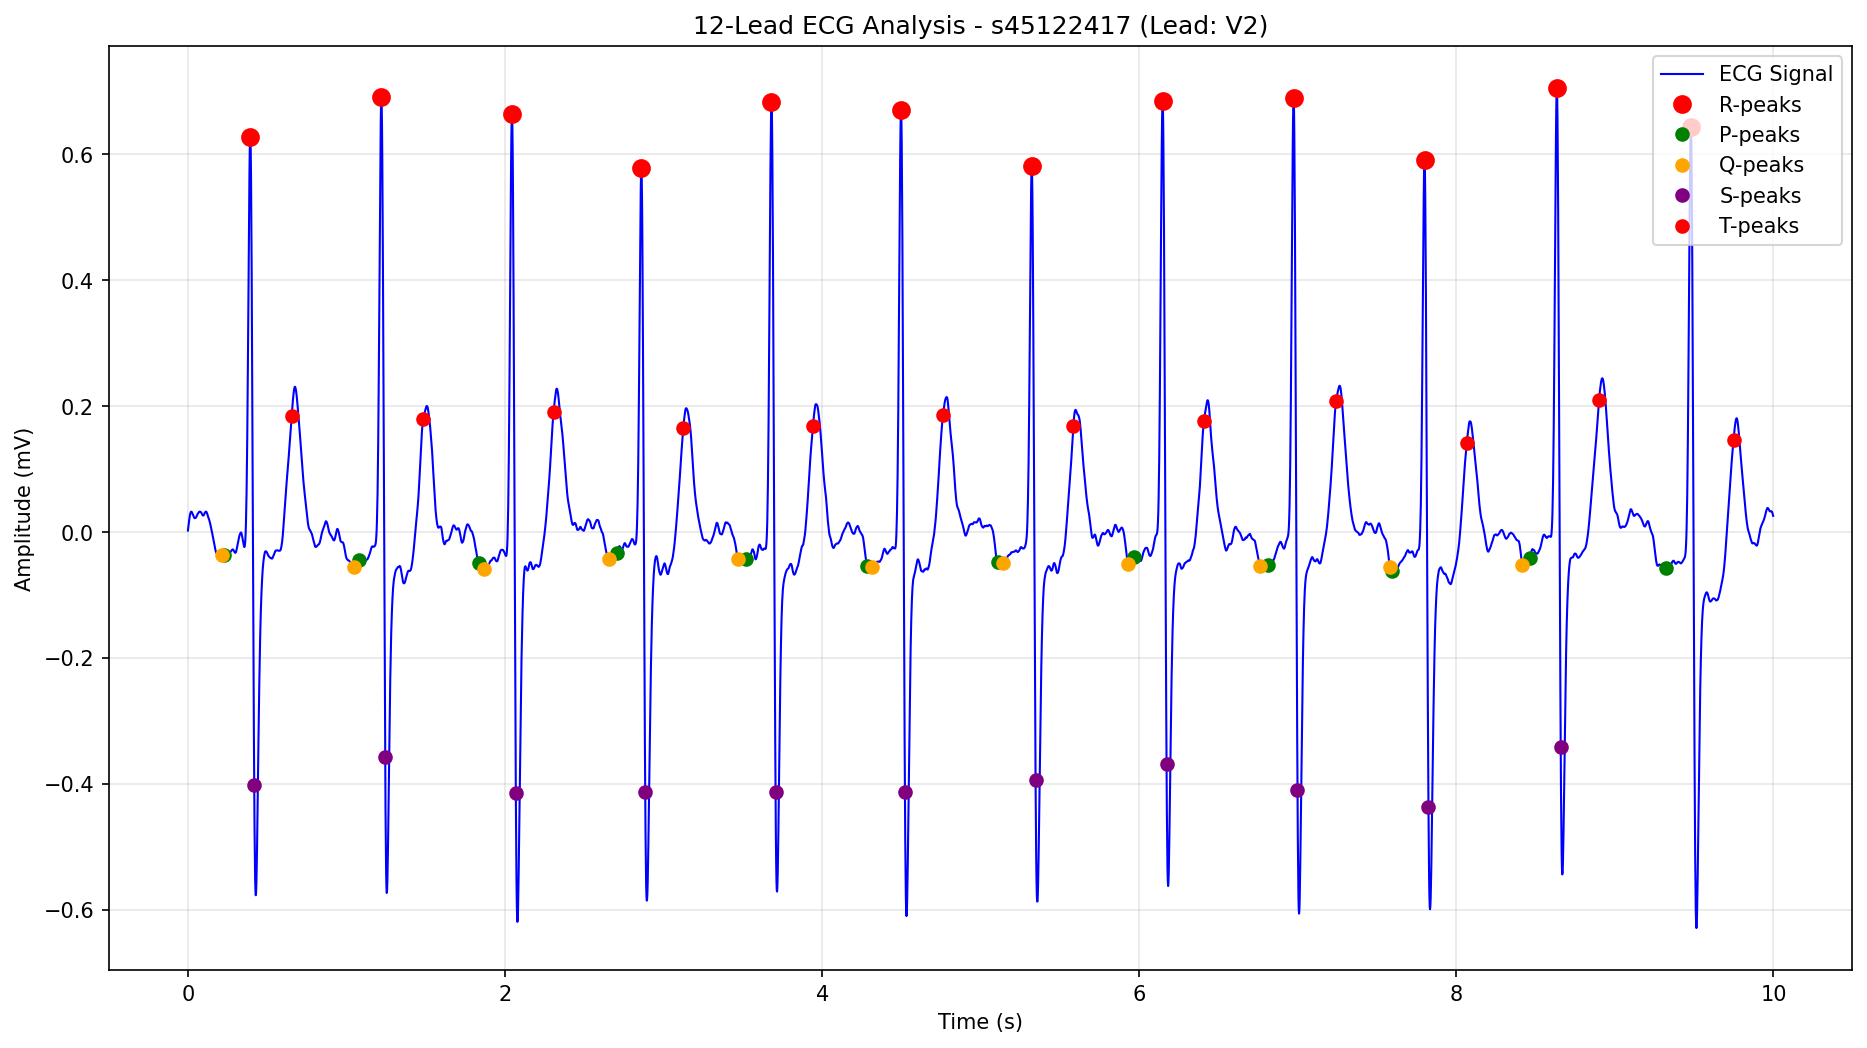 12-Lead ECG Analysis - s45122417 (Lead: V2)
ECG Signal
R-peaks
P-peaks
Q-peaks
S-peaks
T-peaks
Amplitude (mV)
0.6
0.4
0.2
0.0
−0.2
−0.4
−0.6
0 2 4 6 8 10
Time (s)